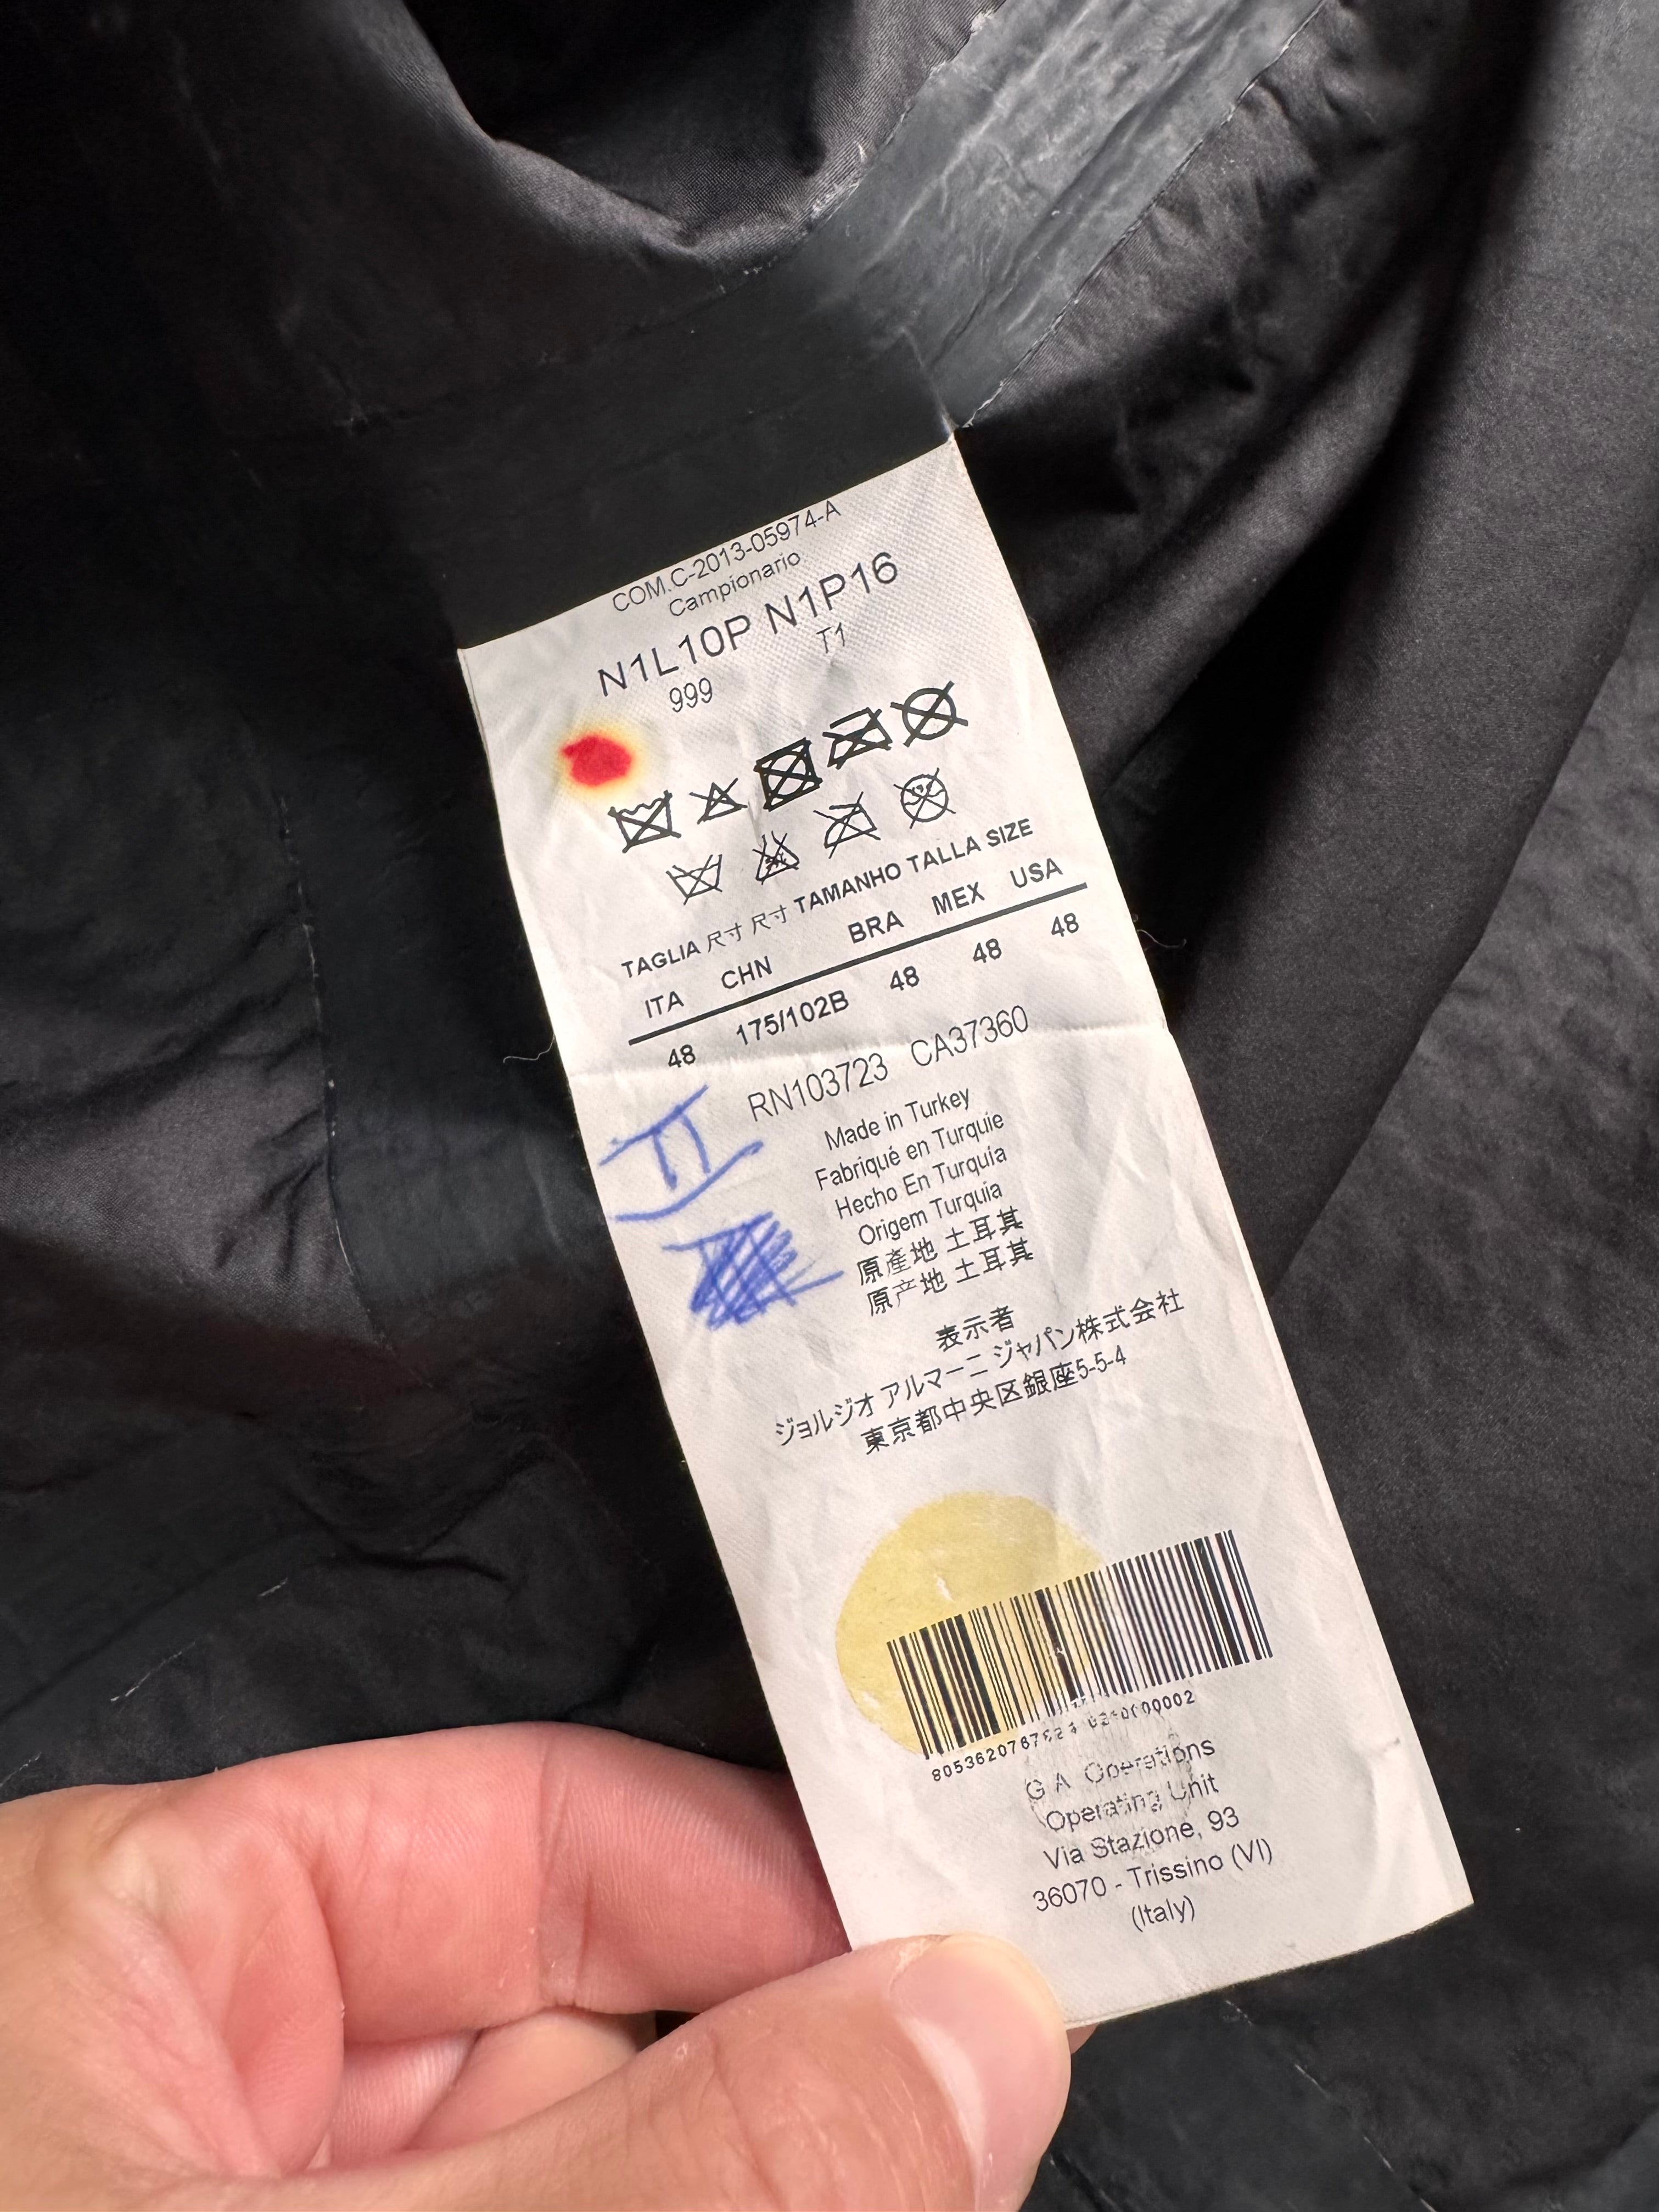 COM.C-2013-05974-A
Campionario
N1L10P N1P16
999 T1
TAGLIA 尺寸 尺寸 TAMANHO TALLA SIZE
ITA CHN BRA MEX USA
48 175/102B 48 48 48
RN103723 CA37360
Made in Turkey
Fabriqué en Turquie
Hecho En Turquía
Origem Turquía
原產地 土耳其
原产地 土耳其
表示者
ジョルジオ アルマーニ ジャパン株式会社
東京都中央区銀座5-5-4
G A Operations
Operating Unit
Via Stazione, 93
36070 - Trissino (VI)
(Italy)